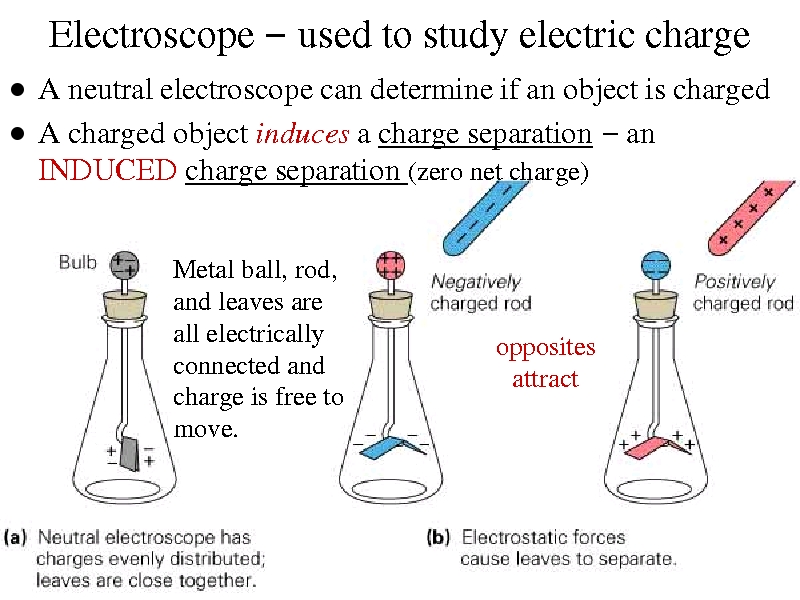 Electroscope − used to study electric charge
● A neutral electroscope can determine if an object is charged
● A charged object induces a charge separation − an
INDUCED charge separation (zero net charge)
Bulb
Metal ball, rod,
and leaves are
all electrically
connected and
charge is free to
move.
Negatively
charged rod
opposites
attract
Positively
charged rod
(a) Neutral electroscope has
charges evenly distributed;
leaves are close together.
(b) Electrostatic forces
cause leaves to separate.